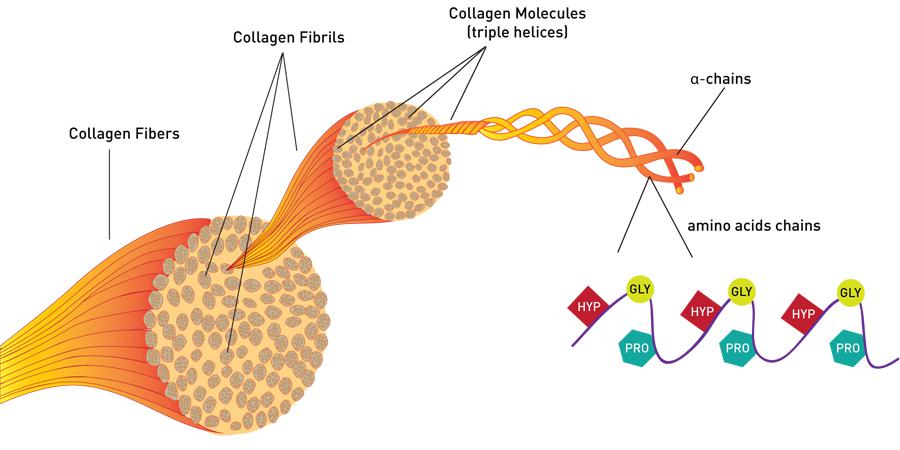 Collagen Molecules
(triple helices)
Collagen Fibrils
α-chains
Collagen Fibers
amino acids chains
HYP GLY PRO HYP GLY PRO HYP GLY PRO